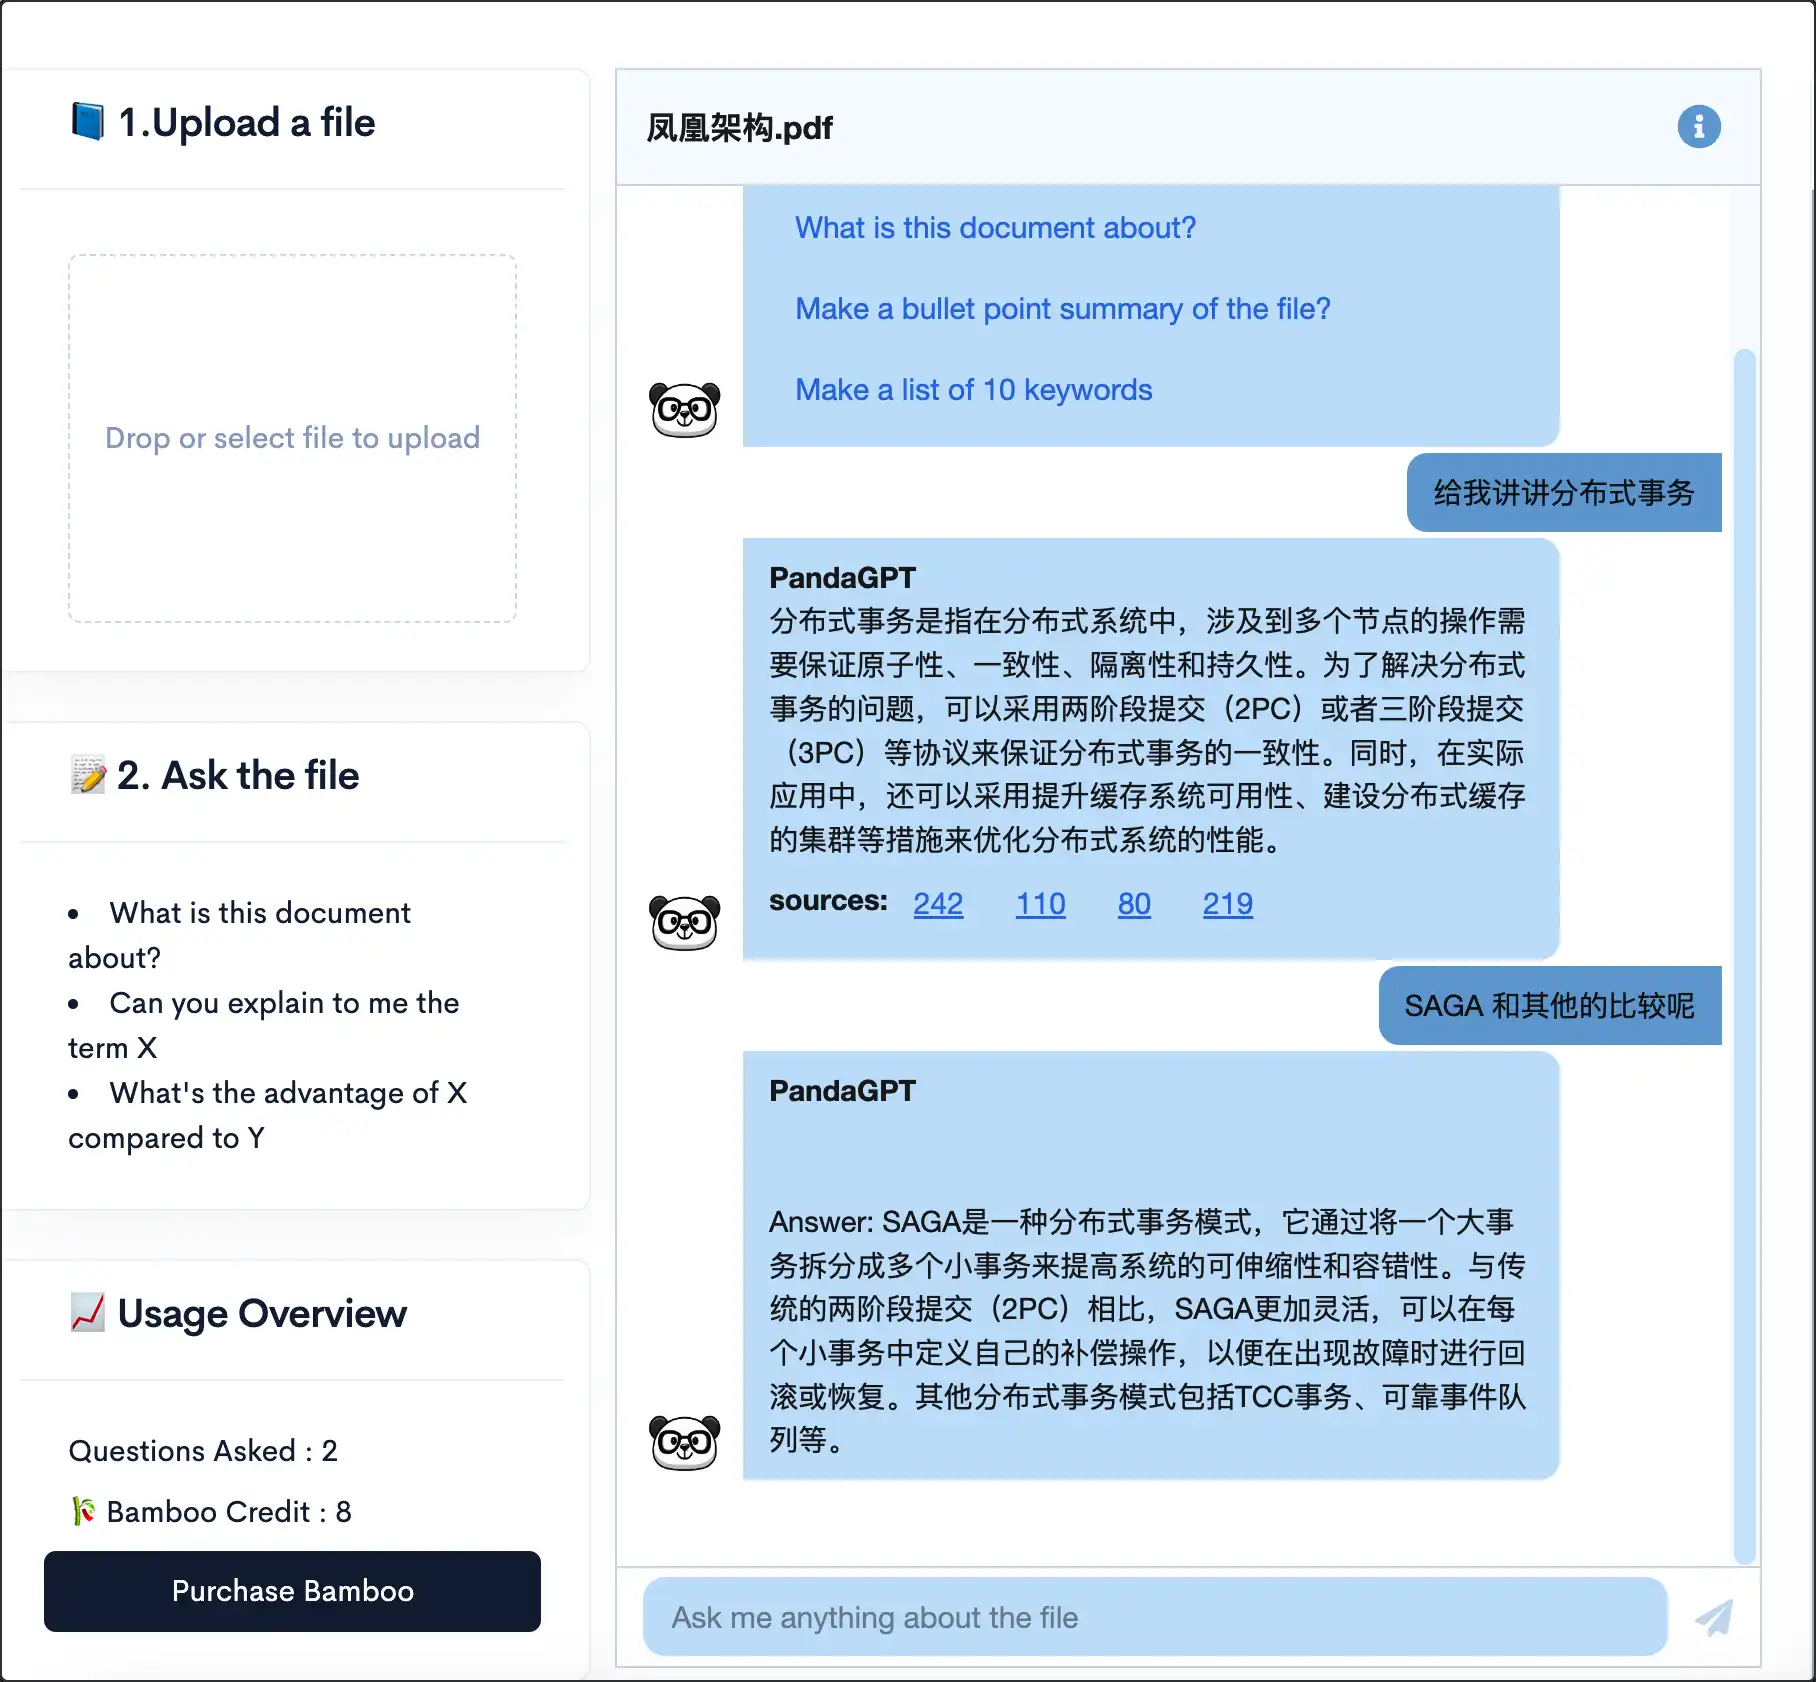 1.Upload a file
Drop or select file to upload
2. Ask the file
• What is this document
about?
• Can you explain to me the
term X
• What's the advantage of X
compared to Y
Usage Overview
Questions Asked : 2
Bamboo Credit : 8
Purchase Bamboo
凤凰架构.pdf
What is this document about?
Make a bullet point summary of the file?
Make a list of 10 keywords
给我讲讲分布式事务
PandaGPT
分布式事务是指在分布式系统中，涉及到多个节点的操作需
要保证原子性、一致性、隔离性和持久性。为了解决分布式
事务的问题，可以采用两阶段提交（2PC）或者三阶段提交
（3PC）等协议来保证分布式事务的一致性。同时，在实际
应用中，还可以采用提升缓存系统可用性、建设分布式缓存
的集群等措施来优化分布式系统的性能。
sources: 242 110 80 219
SAGA 和其他的比较呢
PandaGPT
Answer: SAGA是一种分布式事务模式，它通过将一个大事
务拆分成多个小事务来提高系统的可伸缩性和容错性。与传
统的两阶段提交（2PC）相比，SAGA更加灵活，可以在每
个小事务中定义自己的补偿操作，以便在出现故障时进行回
滚或恢复。其他分布式事务模式包括TCC事务、可靠事件队
列等。
Ask me anything about the file